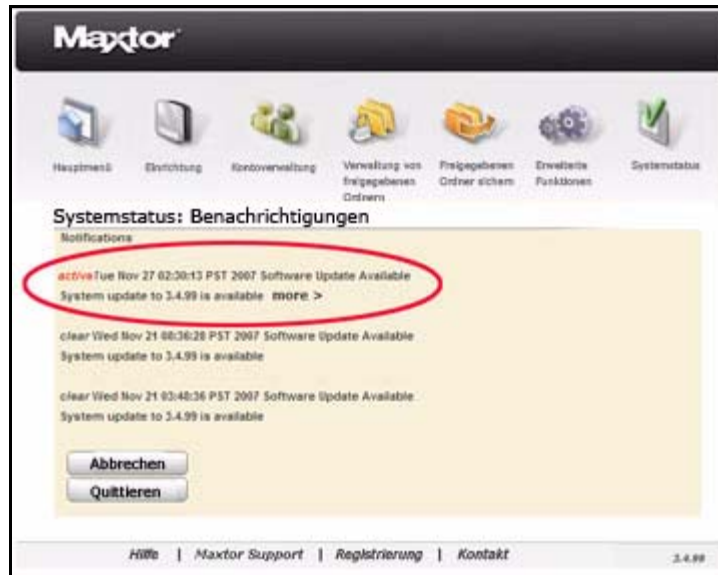 Maxtor
Hauptmenü
Einrichtung
Kontoverwaltung
Verwaltung von
freigegebenen
Ordnern
Freigegebenen
Ordner sichern
Erweiterte
Funktionen
Systemstatus
Systemstatus: Benachrichtigungen
Notifications
activeTue Nov 27 02:30:13 PST 2007 Software Update Available
System update to 3.4.99 is available more >
clear Wed Nov 21 08:36:28 PST 2007 Software Update Available
System update to 3.4.99 is available
clear Wed Nov 21 03:48:36 PST 2007 Software Update Available
System update to 3.4.99 is available
Abbrechen
Quittieren
Hilfe | Maxtor Support | Registrierung | Kontakt
3.4.99